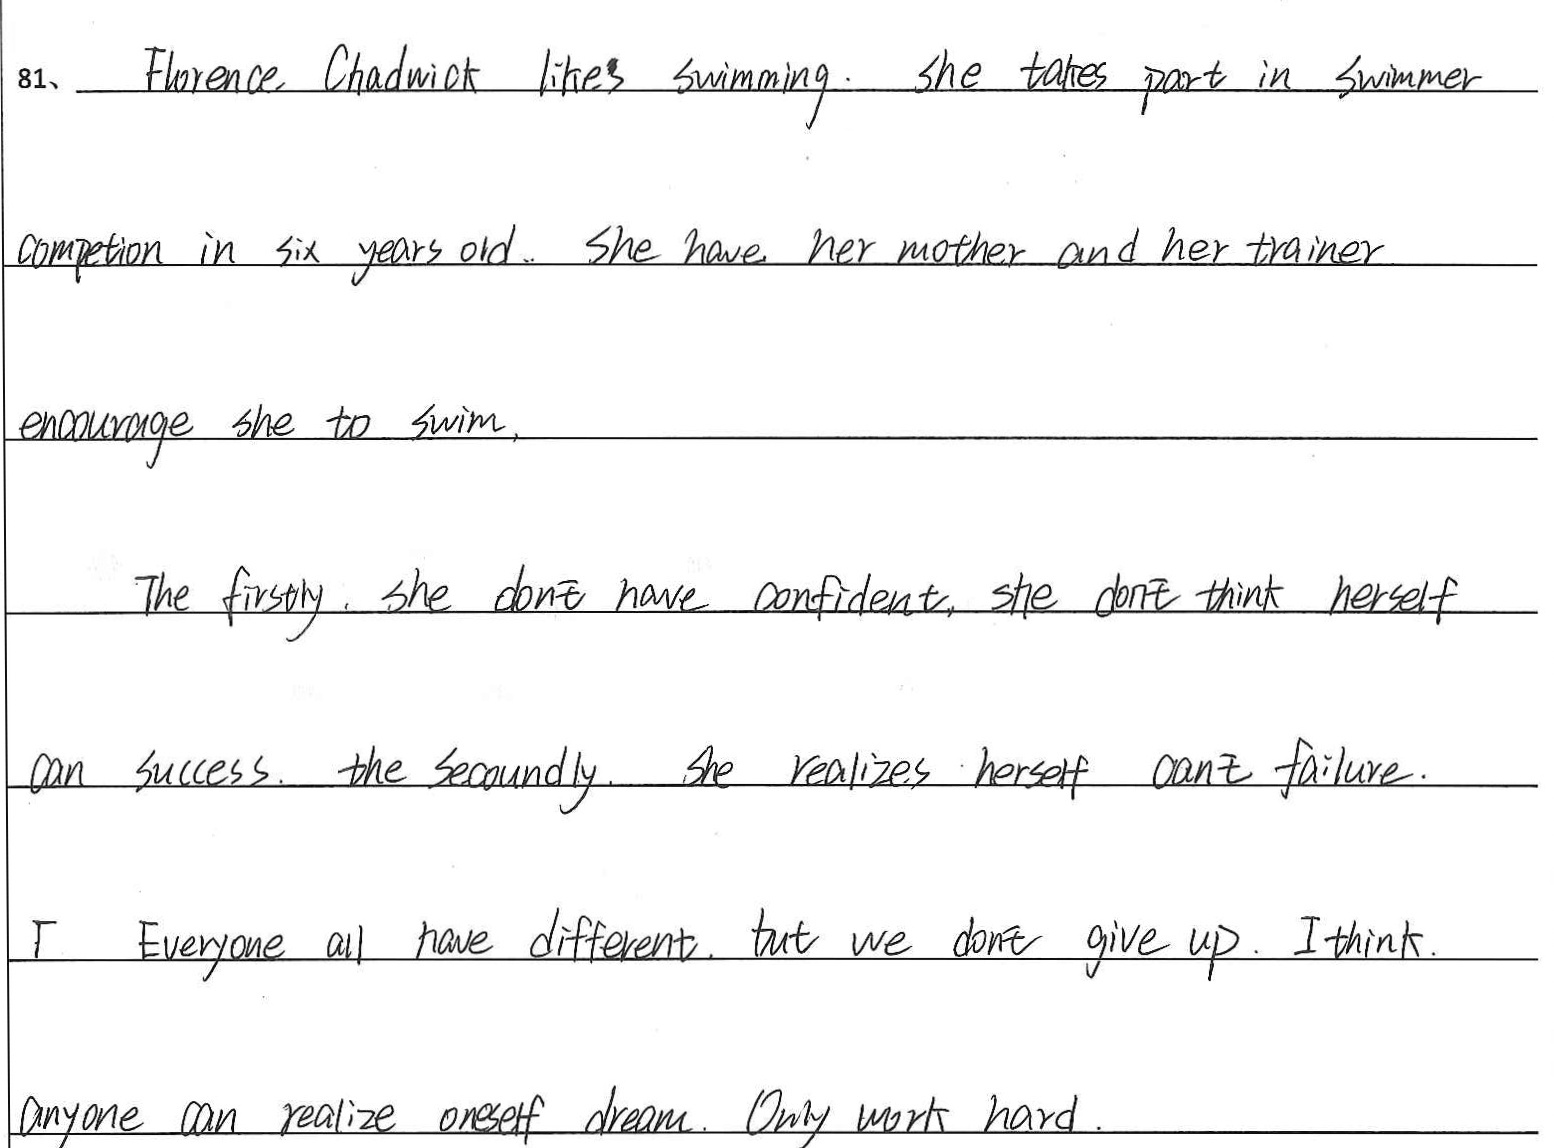 81、 Florence Chadwick likes swimming. she takes part in swimmer
competion in six years old.. She have her mother and her trainer
encourage she to swim,
The firstly. she don't have confident, she don't think herself
can success. the secoundly. she realizes herself can't failure.
I Everyone all have different. but we don't give up. I think.
anyone can realize oneself dream. Only work hard.